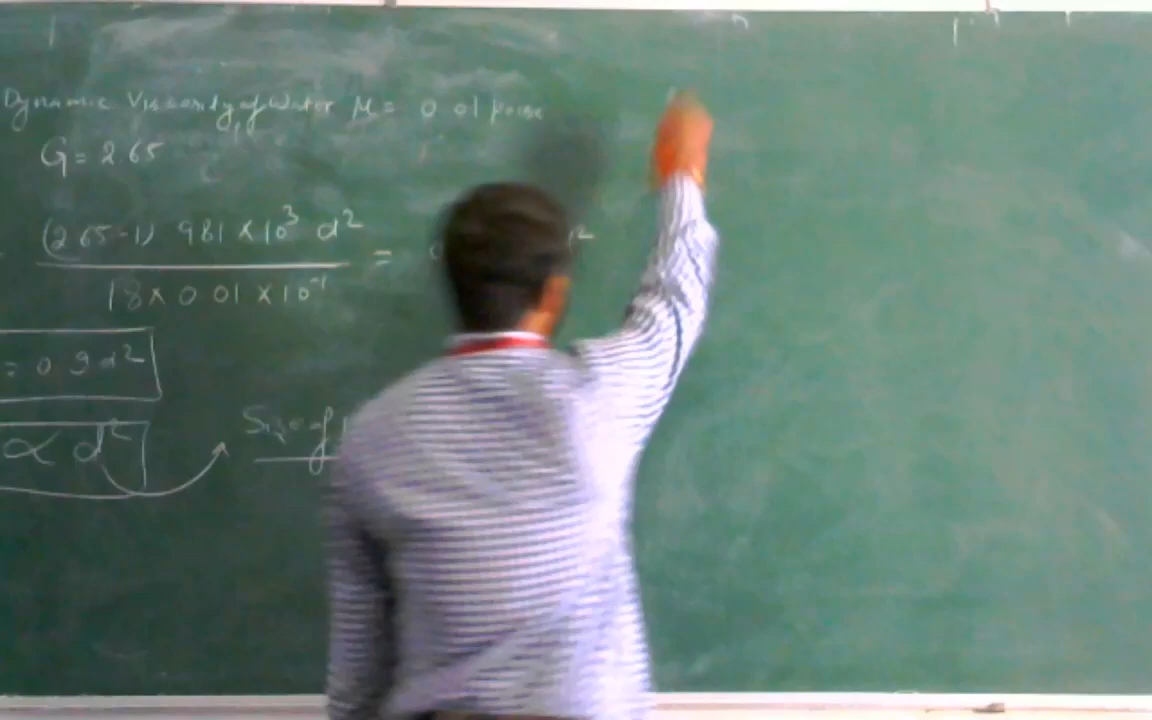 Dynamic Viscosity of Water μ = 0.01 poise
G = 2.65
(2.65-1) 9.81 × 10³ d²
=
18 × 0.01 × 10⁻¹
= 0.9 d²
∝ d²
Size of